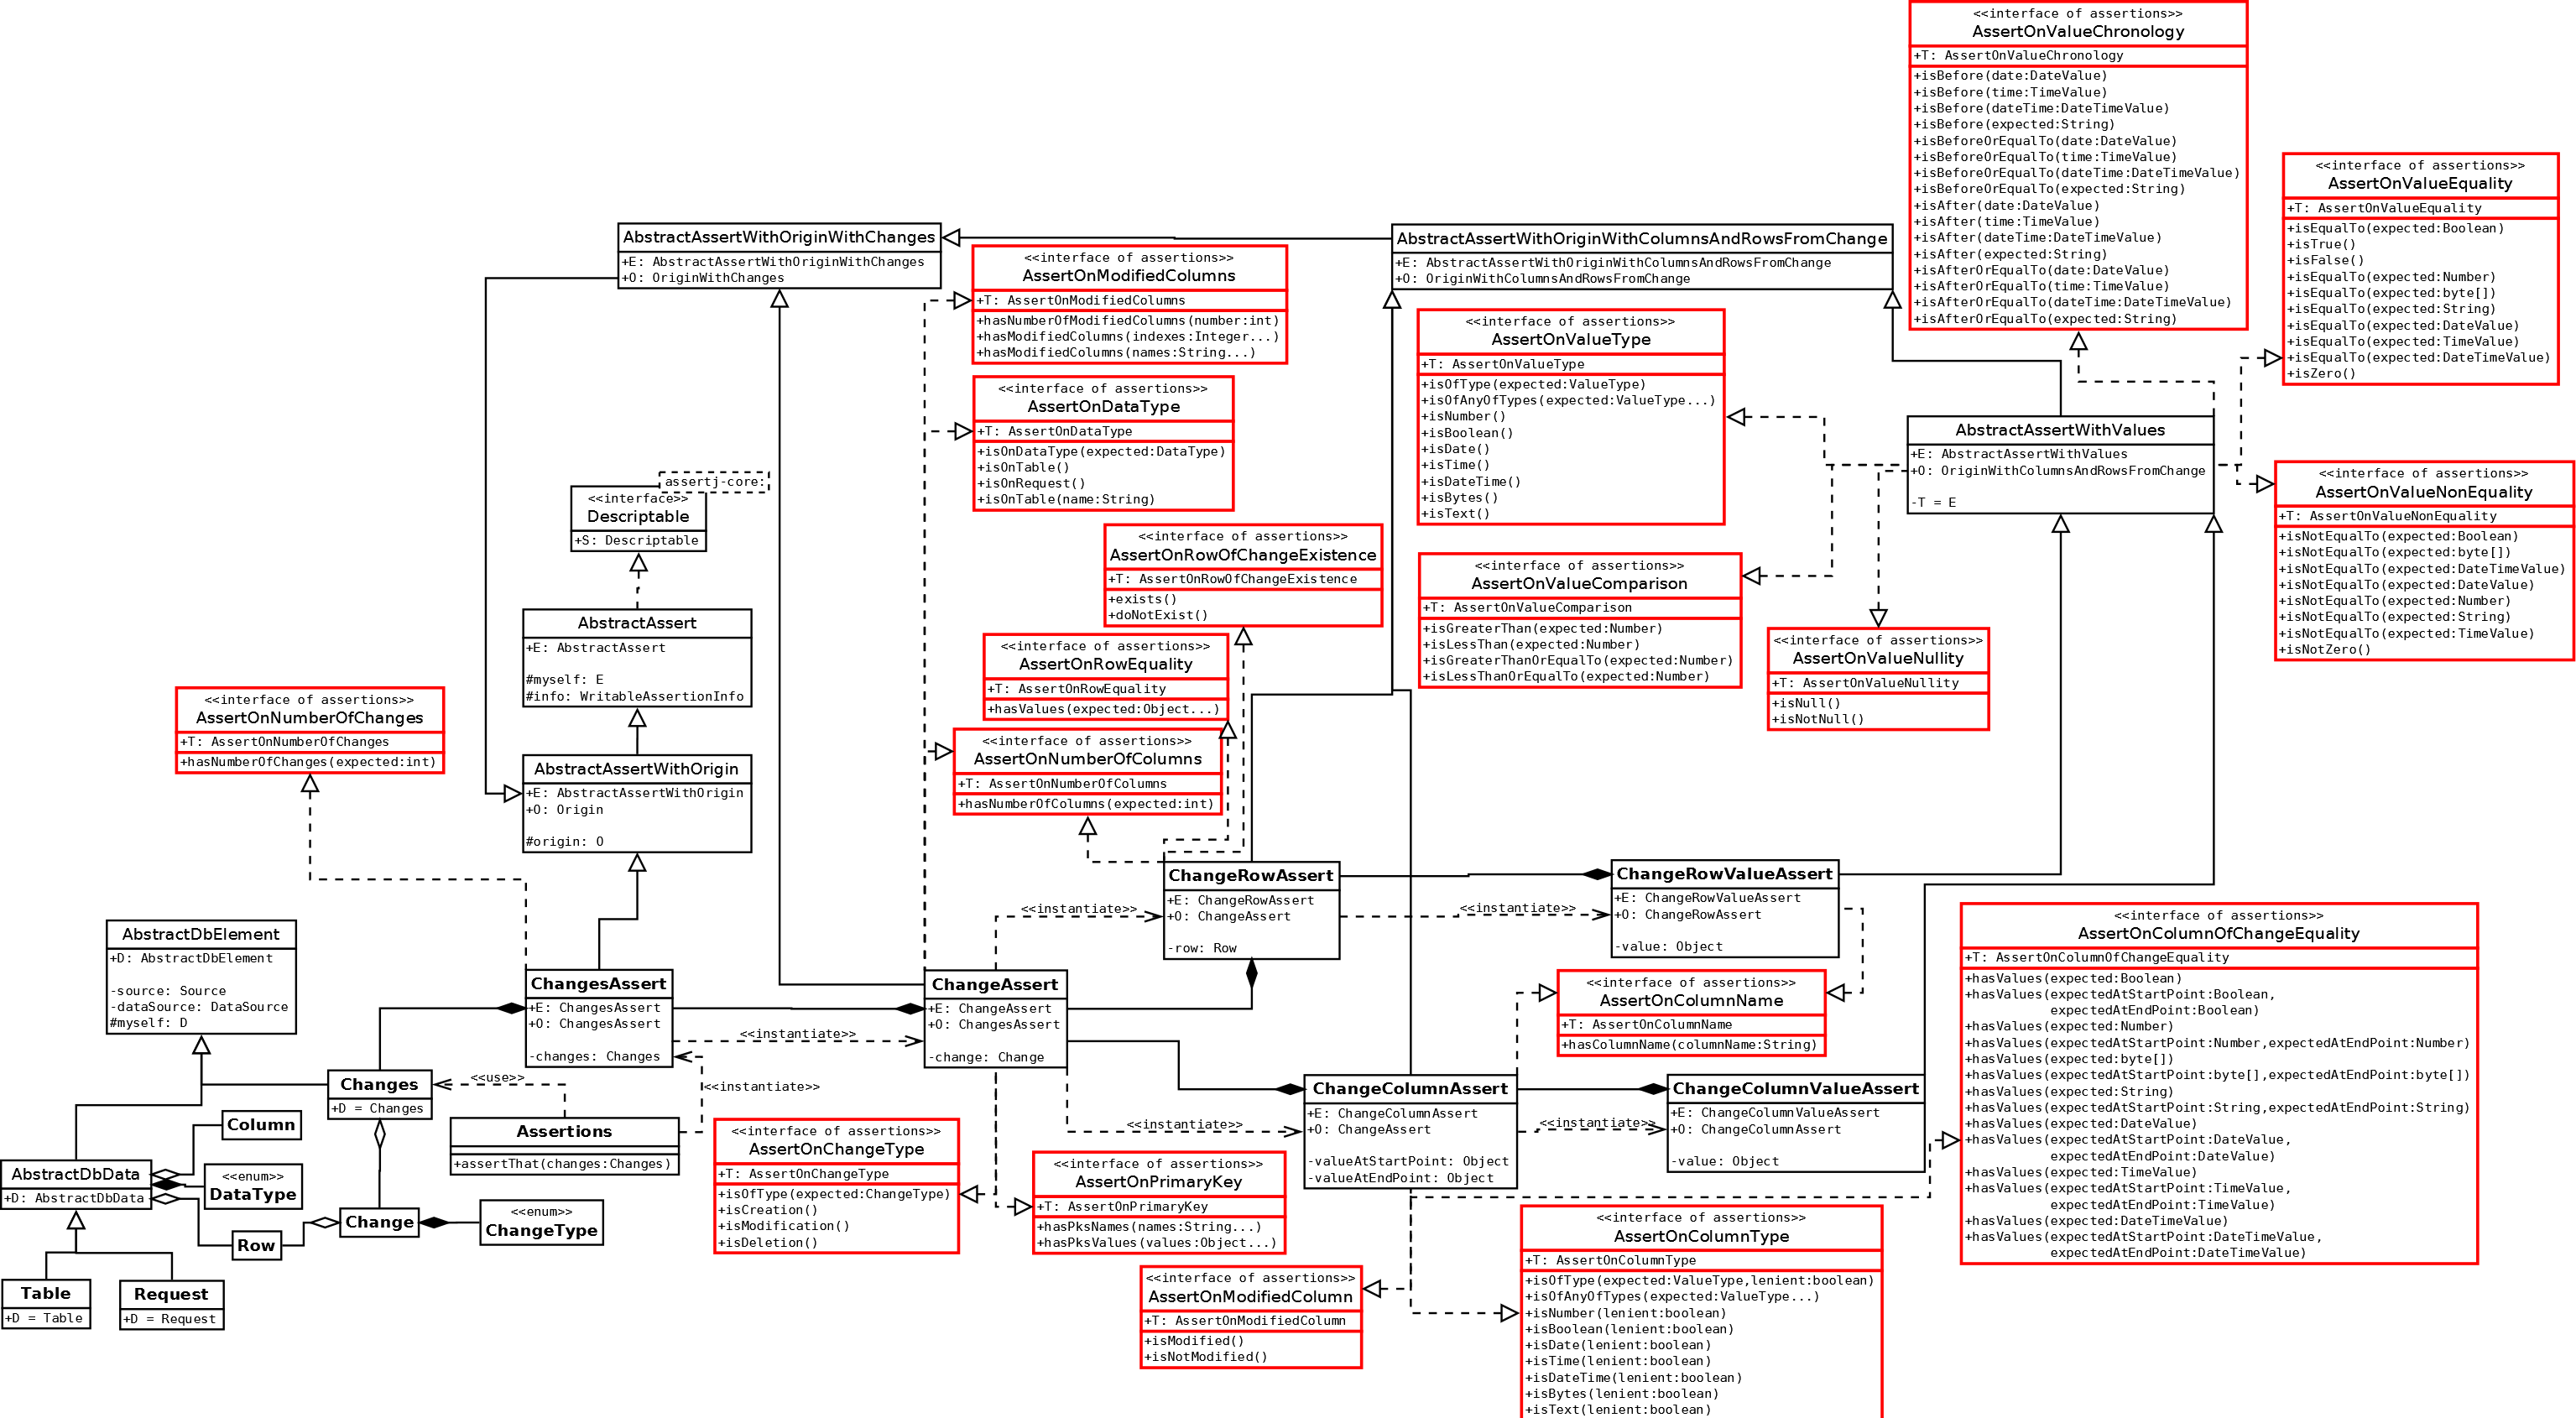 <<interface of assertions>>
AssertOnValueChronology
+T: AssertOnValueChronology
+isBefore(date:DateValue)
+isBefore(time:TimeValue)
+isBefore(dateTime:DateTimeValue)
+isBefore(expected:String)
+isBeforeOrEqualTo(date:DateValue)
+isBeforeOrEqualTo(time:TimeValue)
+isBeforeOrEqualTo(dateTime:DateTimeValue)
+isBeforeOrEqualTo(expected:String)
+isAfter(date:DateValue)
+isAfter(time:TimeValue)
+isAfter(dateTime:DateTimeValue)
+isAfter(expected:String)
+isAfterOrEqualTo(date:DateValue)
+isAfterOrEqualTo(time:TimeValue)
+isAfterOrEqualTo(dateTime:DateTimeValue)
+isAfterOrEqualTo(expected:String)
<<interface of assertions>>
AssertOnValueEquality
+T: AssertOnValueEquality
+isEqualTo(expected:Boolean)
+isTrue()
+isFalse()
+isEqualTo(expected:Number)
+isEqualTo(expected:byte[])
+isEqualTo(expected:String)
+isEqualTo(expected:DateValue)
+isEqualTo(expected:TimeValue)
+isEqualTo(expected:DateTimeValue)
+isZero()
AbstractAssertWithOriginWithChanges
+E: AbstractAssertWithOriginWithChanges
+O: OriginWithChanges
AbstractAssertWithOriginWithColumnsAndRowsFromChange
+E: AbstractAssertWithOriginWithColumnsAndRowsFromChange
+O: OriginWithColumnsAndRowsFromChange
<<interface of assertions>>
AssertOnModifiedColumns
+T: AssertOnModifiedColumns
+hasNumberOfModifiedColumns(number:int)
+hasModifiedColumns(indexes:Integer...)
+hasModifiedColumns(names:String...)
<<interface of assertions>>
AssertOnValueType
+T: AssertOnValueType
+isOfType(expected:ValueType)
+isOfAnyOfTypes(expected:ValueType...)
+isNumber()
+isBoolean()
+isDate()
+isTime()
+isDateTime()
+isBytes()
+isText()
<<interface of assertions>>
AssertOnDataType
+T: AssertOnDataType
+isOnDataType(expected:DataType)
+isOnTable()
+isOnRequest()
+isOnTable(name:String)
AbstractAssertWithValues
+E: AbstractAssertWithValues
+O: OriginWithColumnsAndRowsFromChange
-T = E
<<interface of assertions>>
AssertOnValueNonEquality
+T: AssertOnValueNonEquality
+isNotEqualTo(expected:Boolean)
+isNotEqualTo(expected:byte[])
+isNotEqualTo(expected:DateTimeValue)
+isNotEqualTo(expected:DateValue)
+isNotEqualTo(expected:Number)
+isNotEqualTo(expected:String)
+isNotEqualTo(expected:TimeValue)
+isNotZero()
assertj-core:
<<interface>>
Descriptable
+S: Descriptable
<<interface of assertions>>
AssertOnRowOfChangeExistence
+T: AssertOnRowOfChangeExistence
+exists()
+doNotExist()
<<interface of assertions>>
AssertOnValueComparison
+T: AssertOnValueComparison
+isGreaterThan(expected:Number)
+isLessThan(expected:Number)
+isGreaterThanOrEqualTo(expected:Number)
+isLessThanOrEqualTo(expected:Number)
AbstractAssert
+E: AbstractAssert
#myself: E
#info: WritableAssertionInfo
<<interface of assertions>>
AssertOnRowEquality
+T: AssertOnRowEquality
+hasValues(expected:Object...)
<<interface of assertions>>
AssertOnValueNullity
+T: AssertOnValueNullity
+isNull()
+isNotNull()
<<interface of assertions>>
AssertOnNumberOfChanges
+T: AssertOnNumberOfChanges
+hasNumberOfChanges(expected:int)
<<interface of assertions>>
AssertOnNumberOfColumns
+T: AssertOnNumberOfColumns
+hasNumberOfColumns(expected:int)
AbstractAssertWithOrigin
+E: AbstractAssertWithOrigin
+O: Origin
#origin: O
ChangeRowAssert
+E: ChangeRowAssert
+O: ChangeAssert
-row: Row
<<instantiate>>
<<instantiate>>
ChangeRowValueAssert
+E: ChangeRowValueAssert
+O: ChangeRowAssert
-value: Object
<<interface of assertions>>
AssertOnColumnOfChangeEquality
+T: AssertOnColumnOfChangeEquality
+hasValues(expected:Boolean)
+hasValues(expectedAtStartPoint:Boolean,
expectedAtEndPoint:Boolean)
+hasValues(expected:Number)
+hasValues(expectedAtStartPoint:Number,expectedAtEndPoint:Number)
+hasValues(expected:byte[])
+hasValues(expectedAtStartPoint:byte[],expectedAtEndPoint:byte[])
+hasValues(expected:String)
+hasValues(expectedAtStartPoint:String,expectedAtEndPoint:String)
+hasValues(expected:DateValue)
+hasValues(expectedAtStartPoint:DateValue,
expectedAtEndPoint:DateValue)
+hasValues(expected:TimeValue)
+hasValues(expectedAtStartPoint:TimeValue,
expectedAtEndPoint:TimeValue)
+hasValues(expected:DateTimeValue)
+hasValues(expectedAtStartPoint:DateTimeValue,
expectedAtEndPoint:DateTimeValue)
AbstractDbElement
+D: AbstractDbElement
-source: Source
-dataSource: DataSource
#myself: D
ChangesAssert
+E: ChangesAssert
+O: ChangesAssert
-changes: Changes
<<instantiate>>
ChangeAssert
+E: ChangeAssert
+O: ChangesAssert
-change: Change
<<interface of assertions>>
AssertOnColumnName
+T: AssertOnColumnName
+hasColumnName(columnName:String)
Changes
+D = Changes
<<use>>
<<instantiate>>
Assertions
+assertThat(changes:Changes)
ChangeColumnAssert
+E: ChangeColumnAssert
+O: ChangeAssert
-valueAtStartPoint: Object
-valueAtEndPoint: Object
<<instantiate>>
<<instantiate>>
ChangeColumnValueAssert
+E: ChangeColumnValueAssert
+O: ChangeColumnAssert
-value: Object
Column
AbstractDbData
+D: AbstractDbData
<<enum>>
DataType
Row
Change
<<enum>>
ChangeType
<<interface of assertions>>
AssertOnChangeType
+T: AssertOnChangeType
+isOfType(expected:ChangeType)
+isCreation()
+isModification()
+isDeletion()
<<interface of assertions>>
AssertOnPrimaryKey
+T: AssertOnPrimaryKey
+hasPksNames(names:String...)
+hasPksValues(values:Object...)
Table
+D = Table
Request
+D = Request
<<interface of assertions>>
AssertOnModifiedColumn
+T: AssertOnModifiedColumn
+isModified()
+isNotModified()
<<interface of assertions>>
AssertOnColumnType
+T: AssertOnColumnType
+isOfType(expected:ValueType,lenient:boolean)
+isOfAnyOfTypes(expected:ValueType...)
+isNumber(lenient:boolean)
+isBoolean(lenient:boolean)
+isDate(lenient:boolean)
+isTime(lenient:boolean)
+isDateTime(lenient:boolean)
+isBytes(lenient:boolean)
+isText(lenient:boolean)